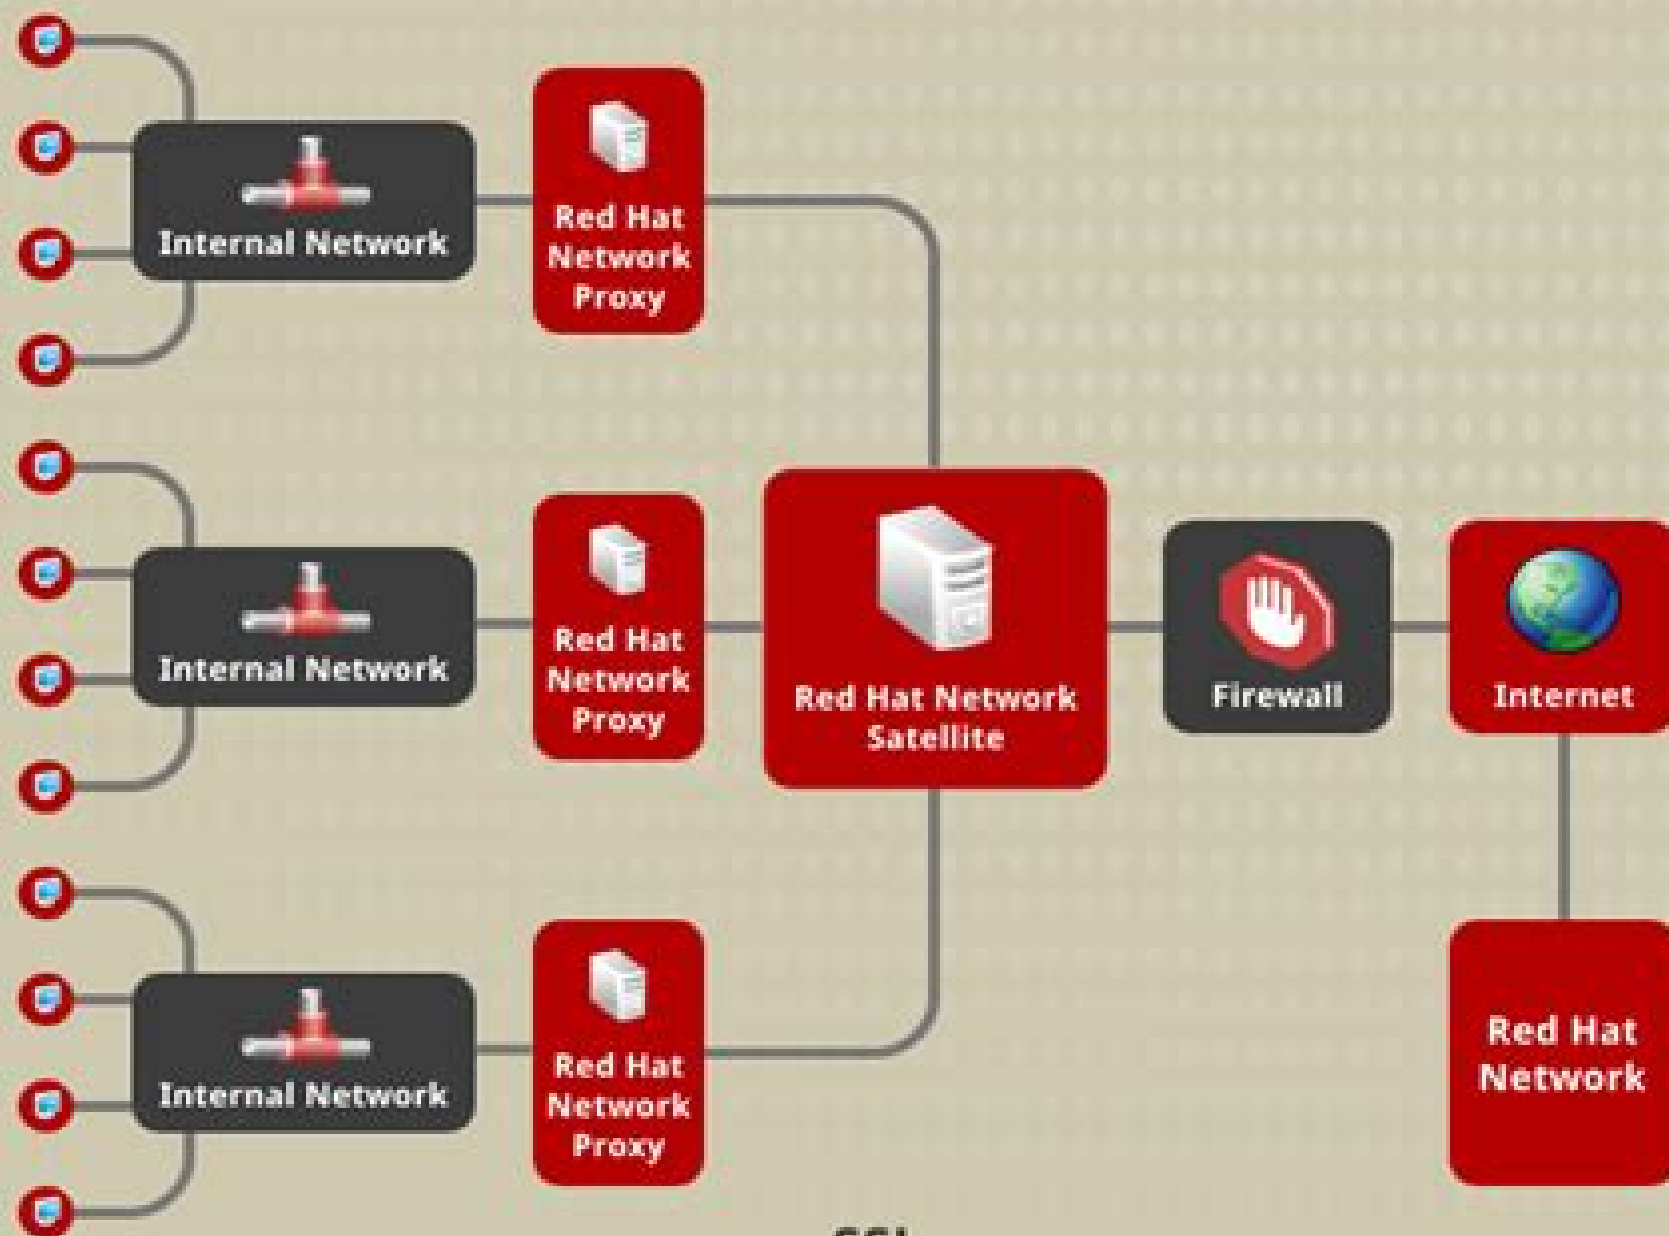 Red Hat
Network
Proxy
Internal Network
Red Hat
Network
Proxy
Internal Network
Red Hat Network
Satellite
Firewall
Internet
Red Hat
Network
Red Hat
Network
Proxy
Internal Network